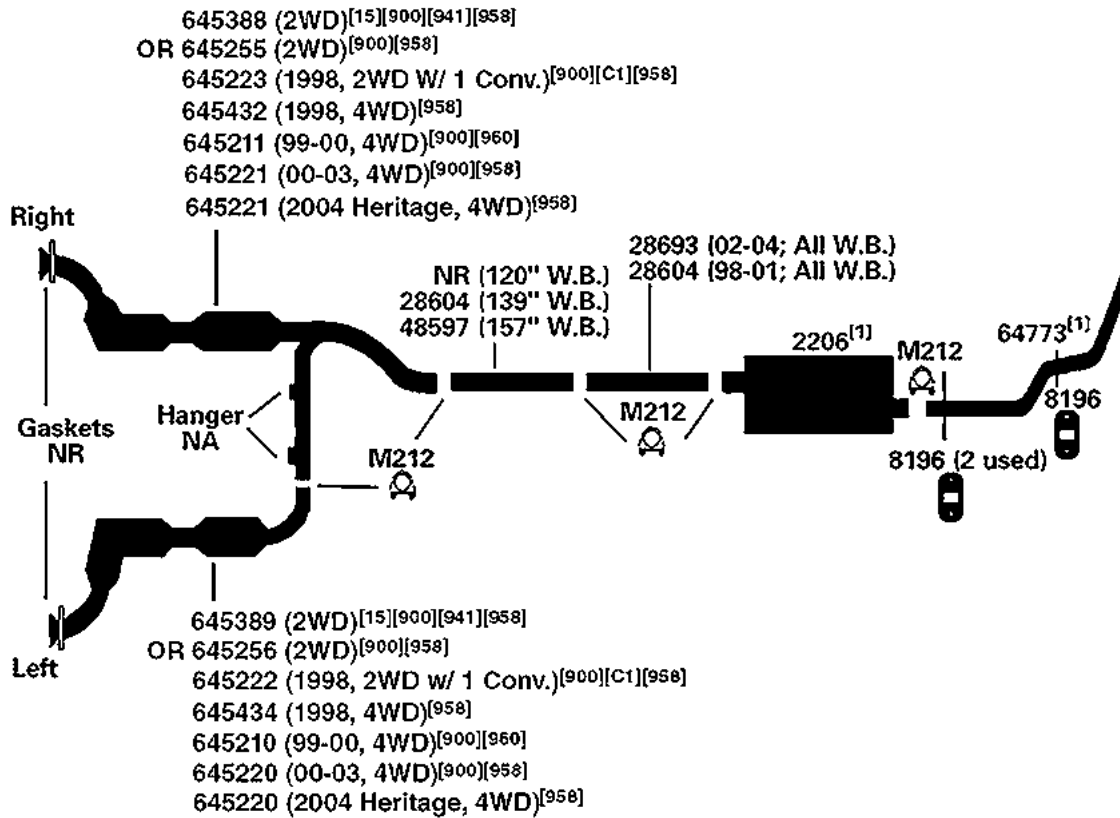 645388 (2WD)[15][900][941][958]
OR 645255 (2WD)[900][958]
645223 (1998, 2WD W/ 1 Conv.)[900][C1][958]
645432 (1998, 4WD)[958]
645211 (99-00, 4WD)[900][960]
645221 (00-03, 4WD)[900][958]
645221 (2004 Heritage, 4WD)[958]
Right
28693 (02-04; All W.B.)
NR (120" W.B.)
28604 (98-01; All W.B.)
28604 (139" W.B.)
48597 (157" W.B.)
2206[1]
64773[1]
M212
8196
Hanger
NA
M212
Gaskets
NR
M212
8196 (2 used)
645389 (2WD)[15][900][941][958]
OR 645256 (2WD)[900][958]
Left
645222 (1998, 2WD w/ 1 Conv.)[900][C1][958]
645434 (1998, 4WD)[958]
645210 (99-00, 4WD)[900][960]
645220 (00-03, 4WD)[900][958]
645220 (2004 Heritage, 4WD)[958]